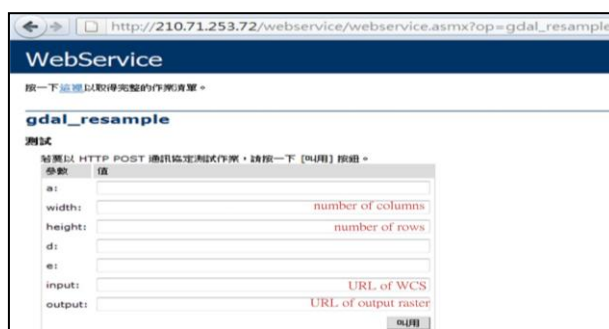 http://210.71.253.72/webservice/webservice.asmx?op=gdal_resample
WebService
按一下這裡以取得完整的作業清單。
gdal_resample
測試
若要以 HTTP POST 通訊協定測試作業，請按一下 [叫用] 按鈕。
參數 值
a:
width: number of columns
height: number of rows
d:
e:
input: URL of WCS
output: URL of output raster
叫用